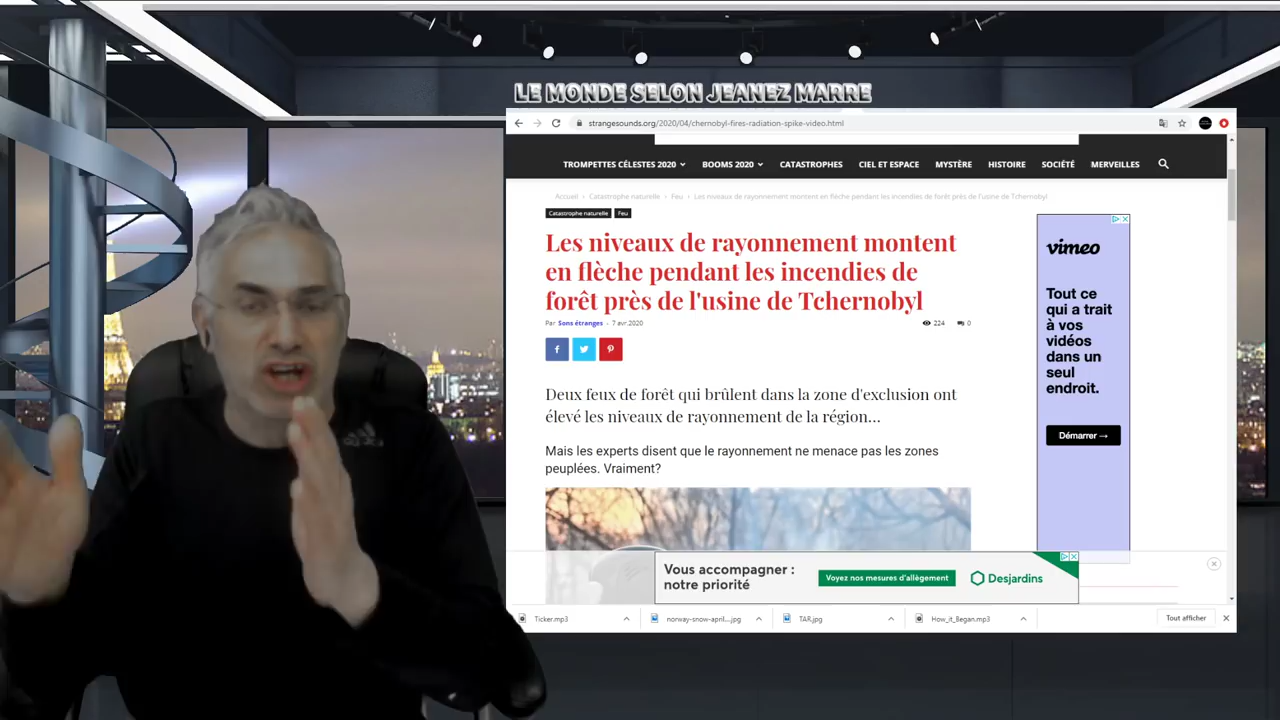 LE MONDE SELON JEANEZ MARRE
strangesounds.org/2020/04/chernobyl-fires-radiation-spike-video.html
TROMPETTES CÉLESTES 2020 BOOMS 2020 CATASTROPHES CIEL ET ESPACE MYSTÈRE HISTOIRE SOCIÉTÉ MERVEILLES
Accueil › Catastrophe naturelle › Feu › Les niveaux de rayonnement montent en flèche pendant les incendies de forêt près de l'usine de Tchernobyl
Catastrophe naturelle Feu
Les niveaux de rayonnement montent
en flèche pendant les incendies de
forêt près de l'usine de Tchernobyl
Par Sons étranges - 7 avr.2020 224 0
Deux feux de forêt qui brûlent dans la zone d'exclusion ont
élevé les niveaux de rayonnement de la région...
Mais les experts disent que le rayonnement ne menace pas les zones
peuplées. Vraiment?
vimeo
Tout ce
qui a trait
à vos
vidéos
dans un
seul
endroit.
Démarrer →
Vous accompagner :
notre priorité
Voyez nos mesures d'allègement
Desjardins
Ticker.mp3 norway-snow-april....jpg TAR.jpg How_it_Began.mp3 Tout afficher